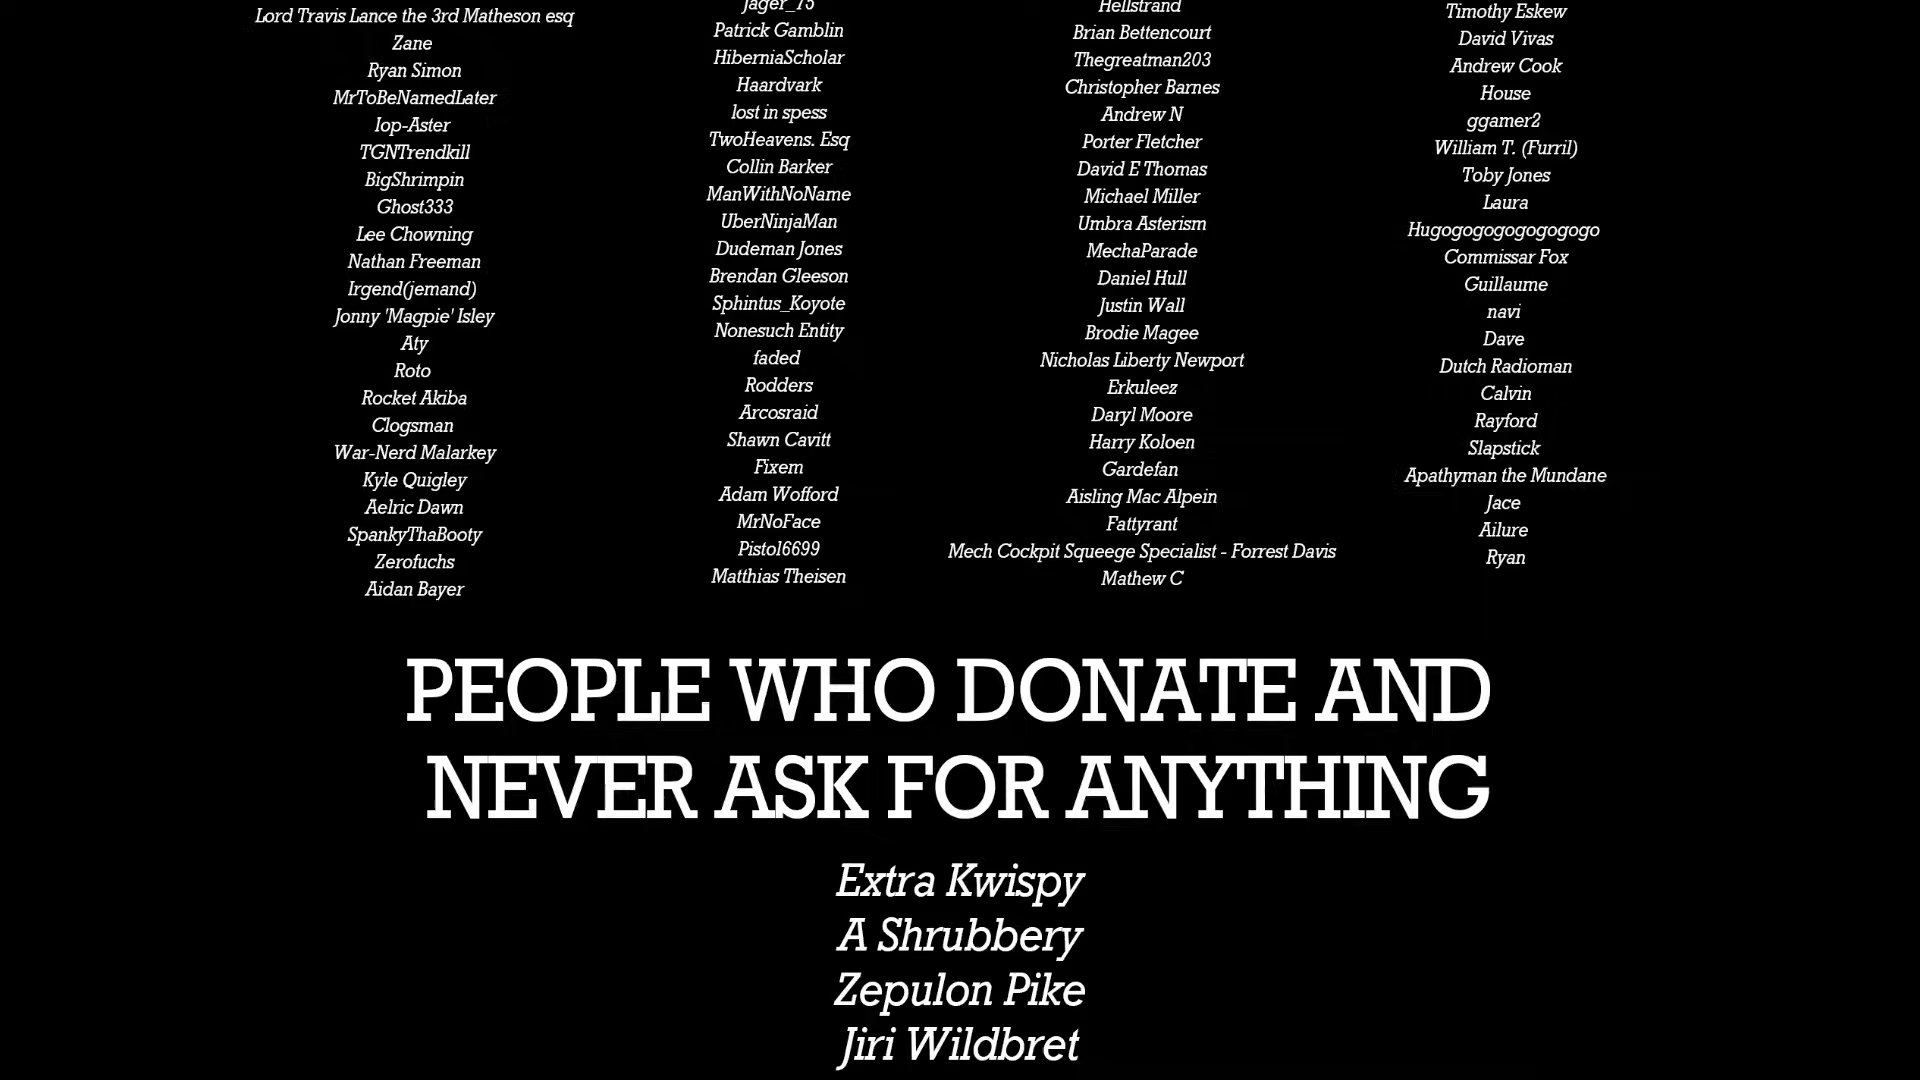 Lord Travis Lance the 3rd Matheson esq
Zane
Ryan Simon
MrToBeNamedLater
Iop-Aster
TGNTrendkill
BigShrimpin
Ghost333
Lee Chowning
Nathan Freeman
Irgend(jemand)
Jonny 'Magpie' Isley
Aty
Roto
Rocket Akiba
Clogsman
War-Nerd Malarkey
Kyle Quigley
Aelric Dawn
SpankyThaBooty
Zerofuchs
Aidan Bayer
Jager_75
Patrick Gamblin
HiberniaScholar
Haardvark
lost in spess
TwoHeavens. Esq
Collin Barker
ManWithNoName
UberNinjaMan
Dudeman Jones
Brendan Gleeson
Sphintus_Koyote
Nonesuch Entity
faded
Rodders
Arcosraid
Shawn Cavitt
Fixem
Adam Wofford
MrNoFace
Pistol6699
Matthias Theisen
Hellstrand
Brian Bettencourt
Thegreatman203
Christopher Barnes
Andrew N
Porter Fletcher
David E Thomas
Michael Miller
Umbra Asterism
MechaParade
Daniel Hull
Justin Wall
Brodie Magee
Nicholas Liberty Newport
Erkuleez
Daryl Moore
Harry Koloen
Gardefan
Aisling Mac Alpein
Fattyrant
Mech Cockpit Squeege Specialist - Forrest Davis
Mathew C
Timothy Eskew
David Vivas
Andrew Cook
House
ggamer2
William T. (Furril)
Toby Jones
Laura
Hugogogogogogogogo
Commissar Fox
Guillaume
navi
Dave
Dutch Radioman
Calvin
Rayford
Slapstick
Apathyman the Mundane
Jace
Ailure
Ryan
PEOPLE WHO DONATE AND
NEVER ASK FOR ANYTHING
Extra Kwispy
A Shrubbery
Zepulon Pike
Jiri Wildbret